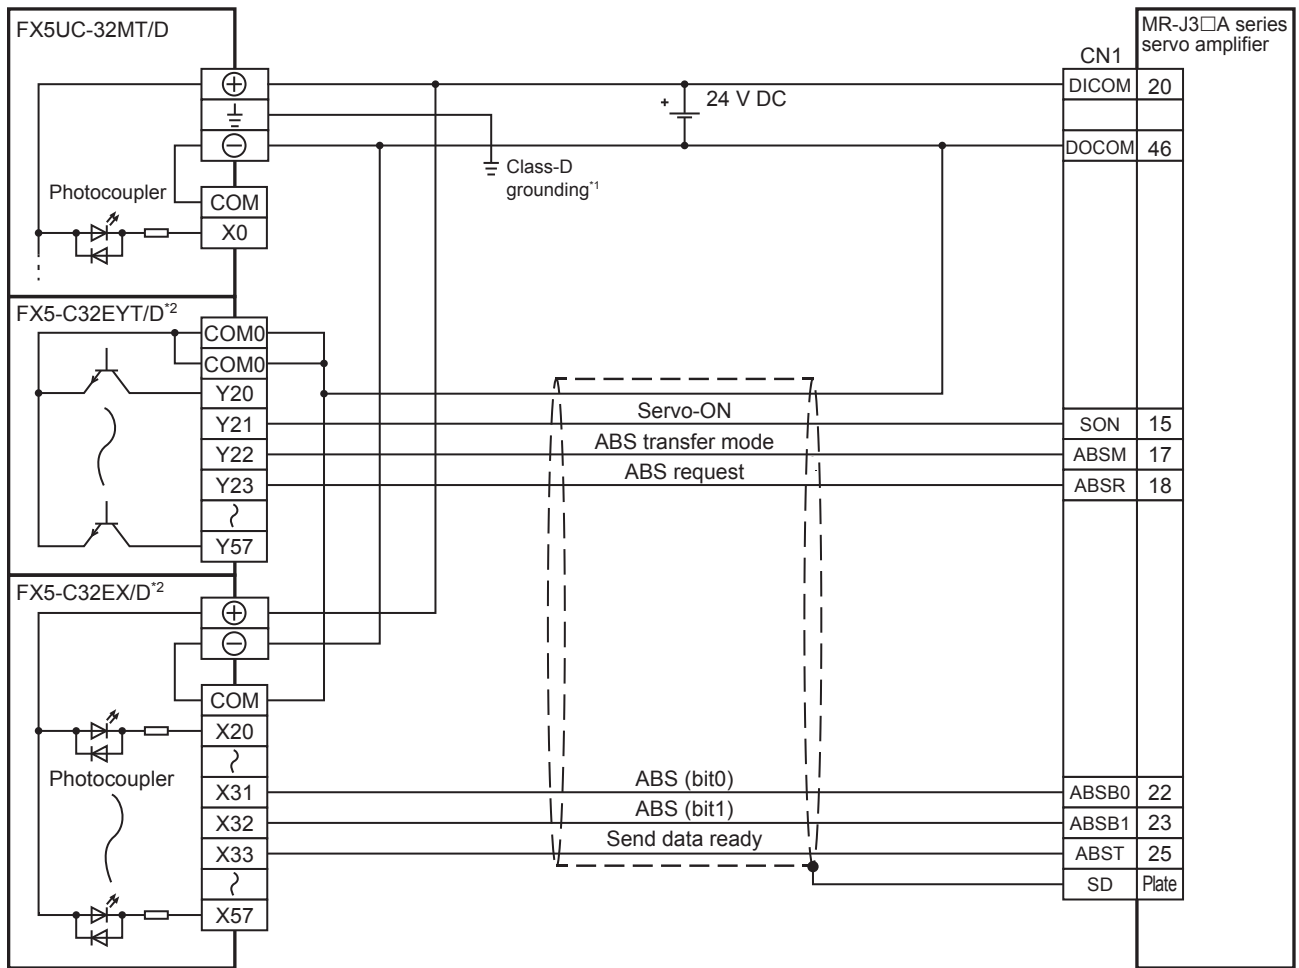 FX5UC-32MT/D
MR-J3□A series
servo amplifier
CN1
DICOM 20
+
24 V DC
DOCOM 46
Class-D
grounding*1
Photocoupler
COM
X0
FX5-C32EYT/D*2
COM0
COM0
Y20
Y21
Servo-ON
SON 15
Y22
ABS transfer mode
ABSM 17
Y23
ABS request
ABSR 18
Y57
FX5-C32EX/D*2
COM
X20
Photocoupler
X31
ABS (bit0)
ABSB0 22
X32
ABS (bit1)
ABSB1 23
X33
Send data ready
ABST 25
SD Plate
X57